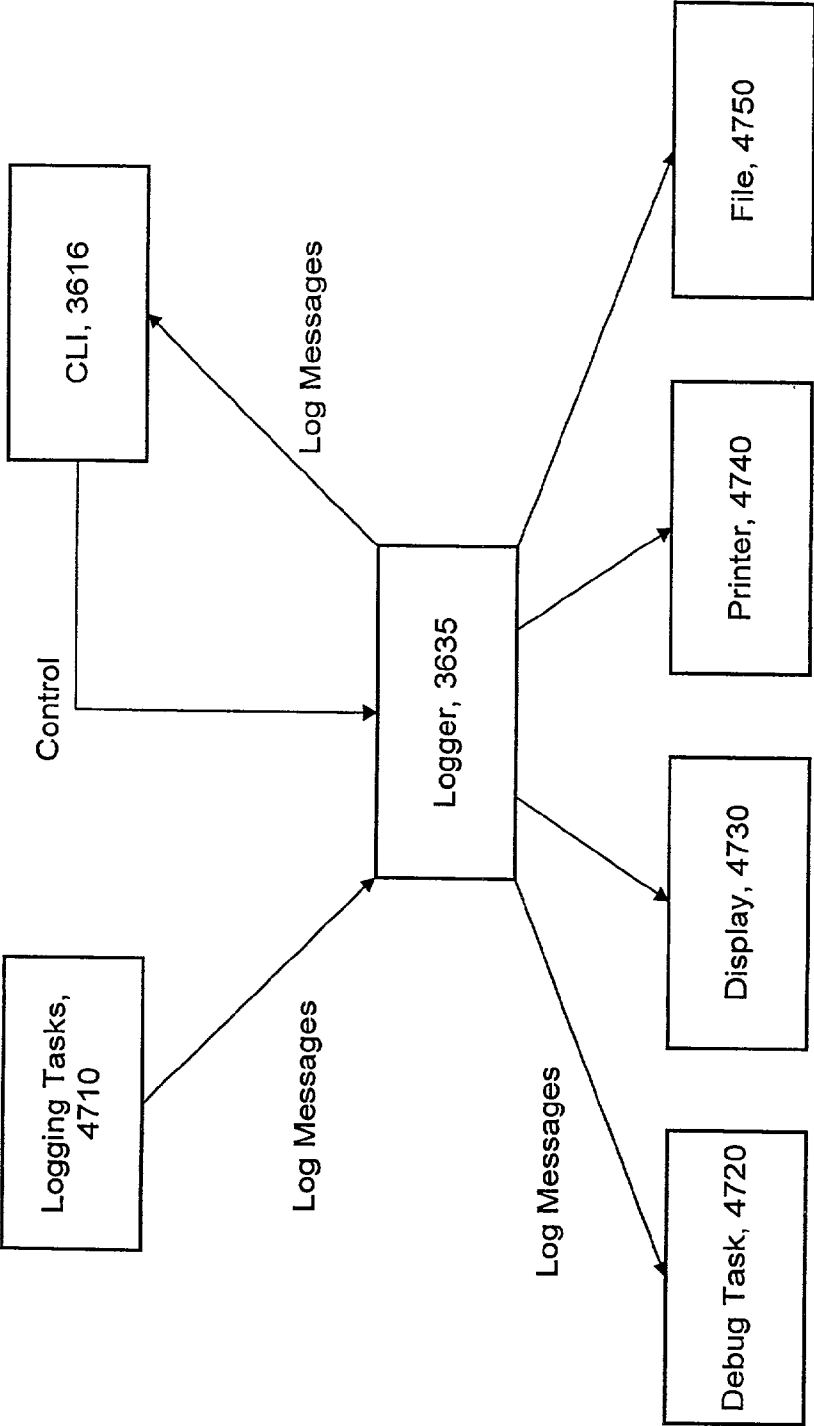 Logging Tasks,
4710
Control
CLI, 3616
Log Messages
Log Messages
Logger, 3635
Log Messages
Debug Task, 4720
Display, 4730
Printer, 4740
File, 4750